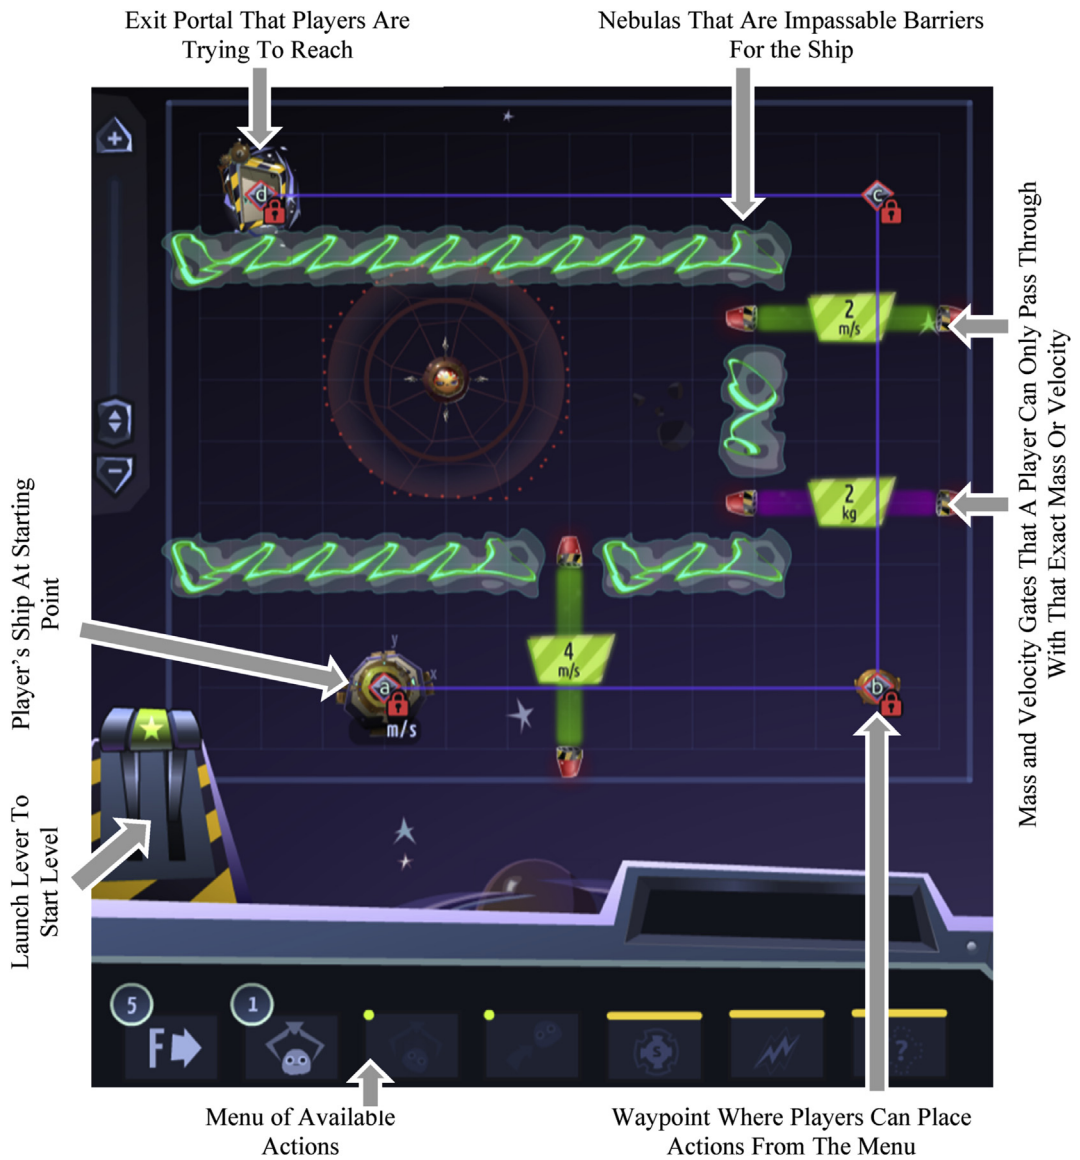 Exit Portal That Players Are
Trying To Reach
Nebulas That Are Impassable Barriers
For the Ship
d
c
2
m/s
2
kg
4
m/s
y
x
a
m/s
b
Mass and Velocity Gates That A Player Can Only Pass Through
With That Exact Mass Or Velocity
Player's Ship At Starting
Point
Launch Lever To
Start Level
5
1
F
S
?
Menu of Available
Actions
Waypoint Where Players Can Place
Actions From The Menu